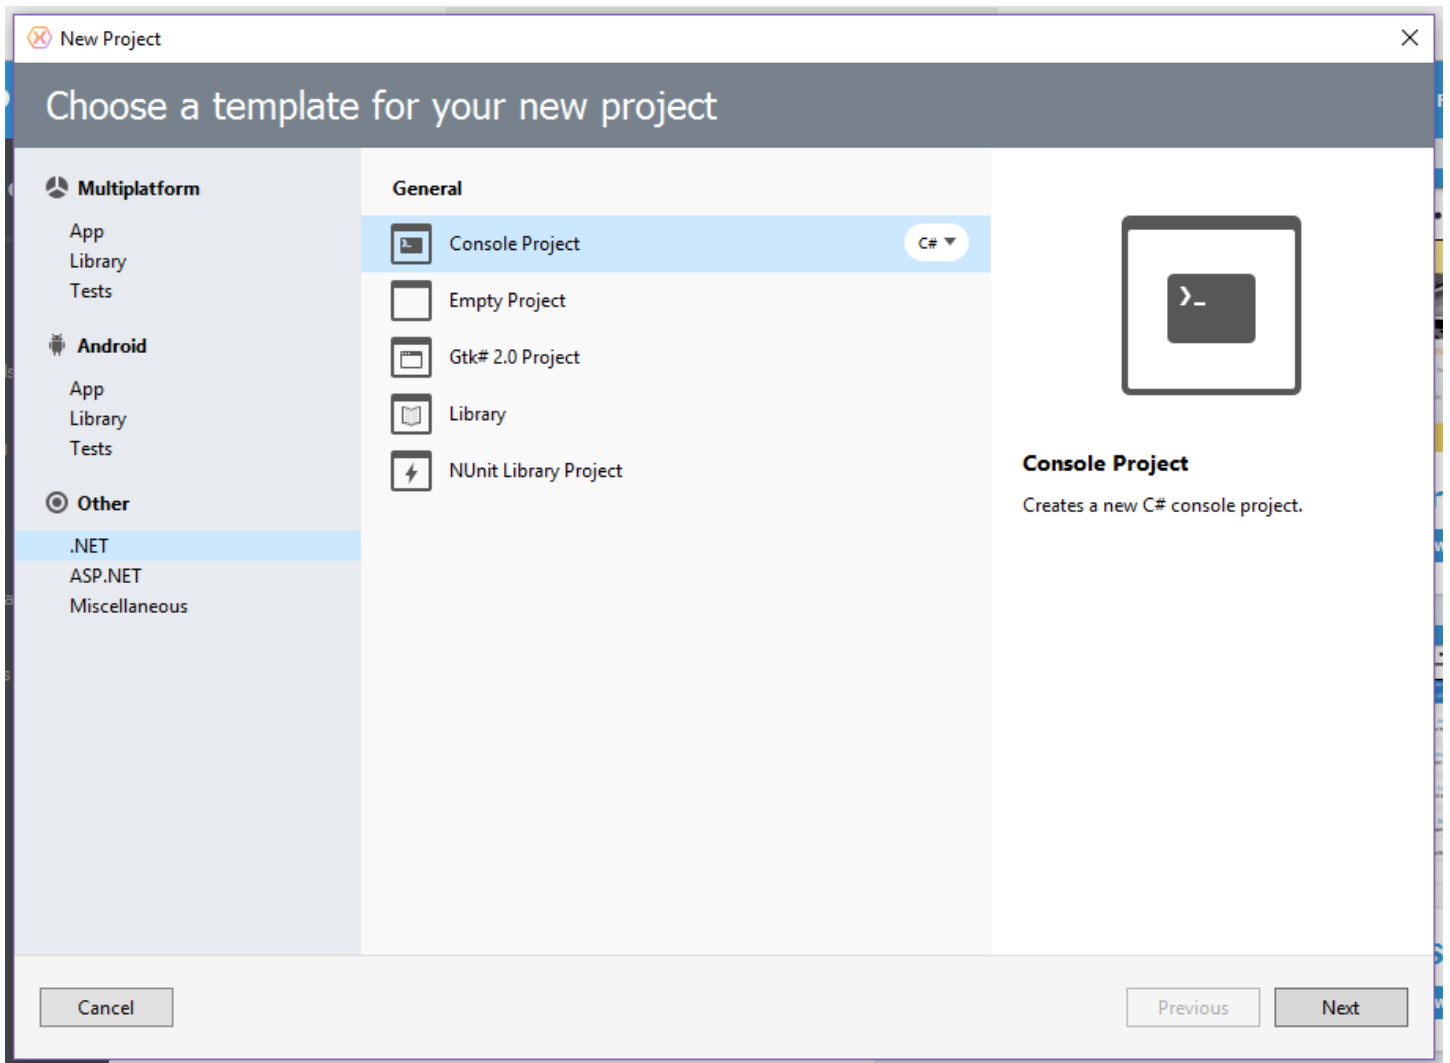 New Project
Choose a template for your new project
Multiplatform
App
Library
Tests
Android
App
Library
Tests
Other
.NET
ASP.NET
Miscellaneous
General
Console Project
C#
Empty Project
Gtk# 2.0 Project
Library
NUnit Library Project
Console Project
Creates a new C# console project.
Cancel
Previous
Next